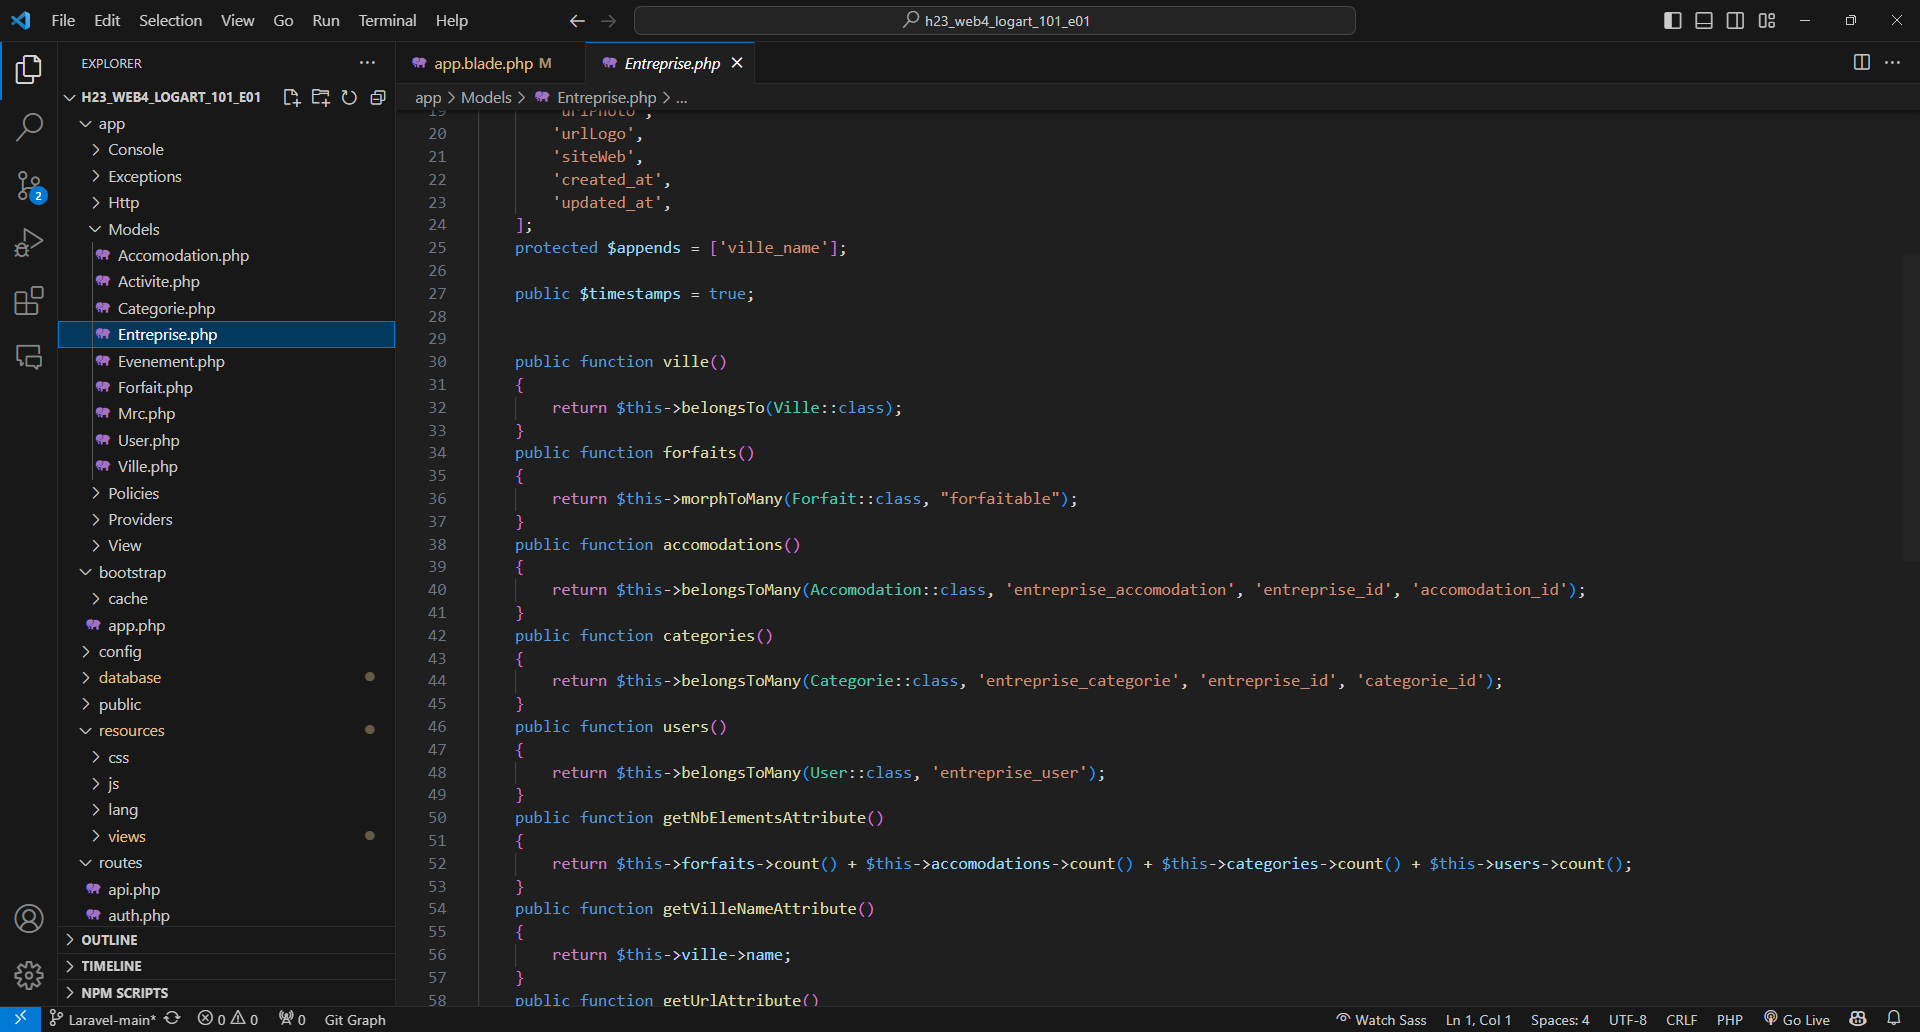 File Edit Selection View Go Run Terminal Help
h23_web4_logart_101_e01
EXPLORER
H23_WEB4_LOGART_101_E01
app
Console
Exceptions
Http
Models
Accomodation.php
Activite.php
Categorie.php
Entreprise.php
Evenement.php
Forfait.php
Mrc.php
User.php
Ville.php
Policies
Providers
View
bootstrap
cache
app.php
config
database
public
resources
css
js
lang
views
routes
api.php
auth.php
OUTLINE
TIMELINE
NPM SCRIPTS
2
app.blade.php M
Entreprise.php
app > Models > Entreprise.php > ...
19 'urlPhoto',
20 'urlLogo',
21 'siteWeb',
22 'created_at',
23 'updated_at',
24 ];
25 protected $appends = ['ville_name'];
26
27 public $timestamps = true;
28
29
30 public function ville()
31 {
32 return $this->belongsTo(Ville::class);
33 }
34 public function forfaits()
35 {
36 return $this->morphToMany(Forfait::class, "forfaitable");
37 }
38 public function accomodations()
39 {
40 return $this->belongsToMany(Accomodation::class, 'entreprise_accomodation', 'entreprise_id', 'accomodation_id');
41 }
42 public function categories()
43 {
44 return $this->belongsToMany(Categorie::class, 'entreprise_categorie', 'entreprise_id', 'categorie_id');
45 }
46 public function users()
47 {
48 return $this->belongsToMany(User::class, 'entreprise_user');
49 }
50 public function getNbElementsAttribute()
51 {
52 return $this->forfaits->count() + $this->accomodations->count() + $this->categories->count() + $this->users->count();
53 }
54 public function getVilleNameAttribute()
55 {
56 return $this->ville->name;
57 }
58 public function getUrlAttribute()
Laravel-main* 0 0 0 Git Graph
Watch Sass Ln 1, Col 1 Spaces: 4 UTF-8 CRLF PHP Go Live